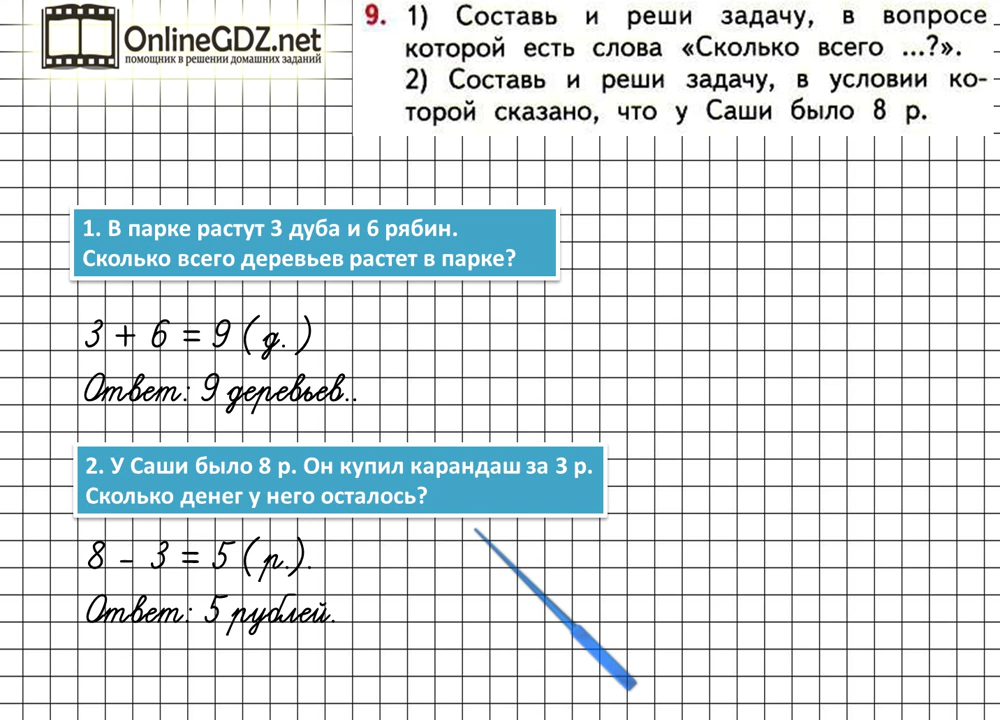 OnlineGDZ.net
помощник в решении домашних заданий
9. 1) Составь и реши задачу, в вопросе
которой есть слова «Сколько всего ...?».
2) Составь и реши задачу, в условии ко-
торой сказано, что у Саши было 8 р.
1. В парке растут 3 дуба и 6 рябин.
Сколько всего деревьев растет в парке?
3 + 6 = 9 ( д. )
Ответ: 9 деревьев..
2. У Саши было 8 р. Он купил карандаш за 3 р.
Сколько денег у него осталось?
8 - 3 = 5 ( р.).
Ответ: 5 рублей.